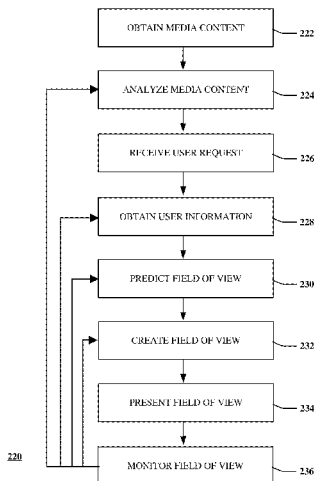 OBTAIN MEDIA CONTENT 222
ANALYZE MEDIA CONTENT 224
RECEIVE USER REQUEST 226
OBTAIN USER INFORMATION 228
PREDICT FIELD OF VIEW 230
CREATE FIELD OF VIEW 232
PRESENT FIELD OF VIEW 234
220
MONITOR FIELD OF VIEW 236